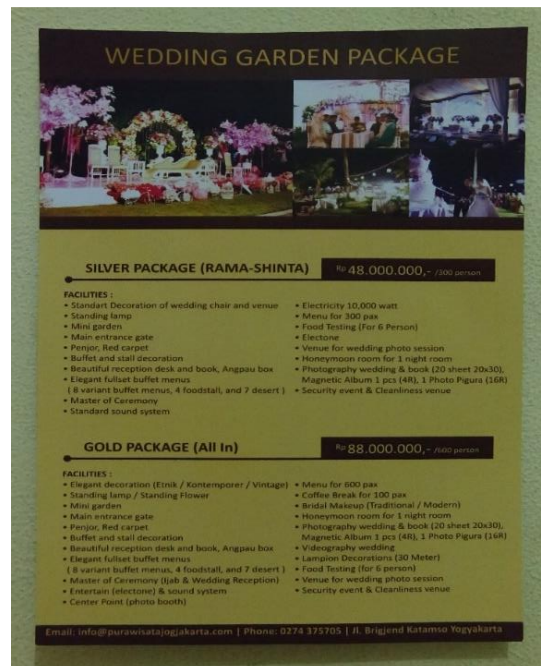 WEDDING GARDEN PACKAGE
SILVER PACKAGE (RAMA-SHINTA)
Rp 48.000.000,- /300 person
FACILITIES :
• Standart Decoration of wedding chair and venue
• Standing lamp
• Mini garden
• Main entrance gate
• Penjor, Red carpet
• Buffet and stall decoration
• Beautiful reception desk and book, Angpau box
• Elegant fullset buffet menus
( 8 variant buffet menus, 4 foodstall, and 7 desert )
• Master of Ceremony
• Standard sound system
• Electricity 10,000 watt
• Menu for 300 pax
• Food Testing (For 6 Person)
• Electone
• Venue for wedding photo session
• Honeymoon room for 1 night room
• Photography wedding & book (20 sheet 20x30),
Magnetic Album 1 pcs (4R), 1 Photo Pigura (16R)
• Security event & Cleanliness venue
GOLD PACKAGE (All In)
Rp 88.000.000,- /600 person
FACILITIES :
• Elegant decoration (Etnik / Kontemporer / Vintage)
• Standing lamp / Standing Flower
• Mini garden
• Main entrance gate
• Penjor, Red carpet
• Buffet and stall decoration
• Beautiful reception desk and book, Angpau box
• Elegant fullset buffet menus
( 8 variant buffet menus, 4 foodstall, and 7 desert )
• Master of Ceremony (Ijab & Wedding Reception)
• Entertain (electone) & sound system
• Center Point (photo booth)
• Menu for 600 pax
• Coffee Break for 100 pax
• Bridal Makeup (Traditional / Modern)
• Honeymoon room for 1 night room
• Photography wedding & book (20 sheet 20x30),
Magnetic Album 1 pcs (4R), 1 Photo Pigura (16R)
• Videography wedding
• Lampion Decorations (30 Meter)
• Food Testing (for 6 person)
• Venue for wedding photo session
• Security event & Cleanliness venue
Email: info@purawisatajogjakarta.com | Phone: 0274 375705 | Jl. Brigjend Katamso Yogyakarta